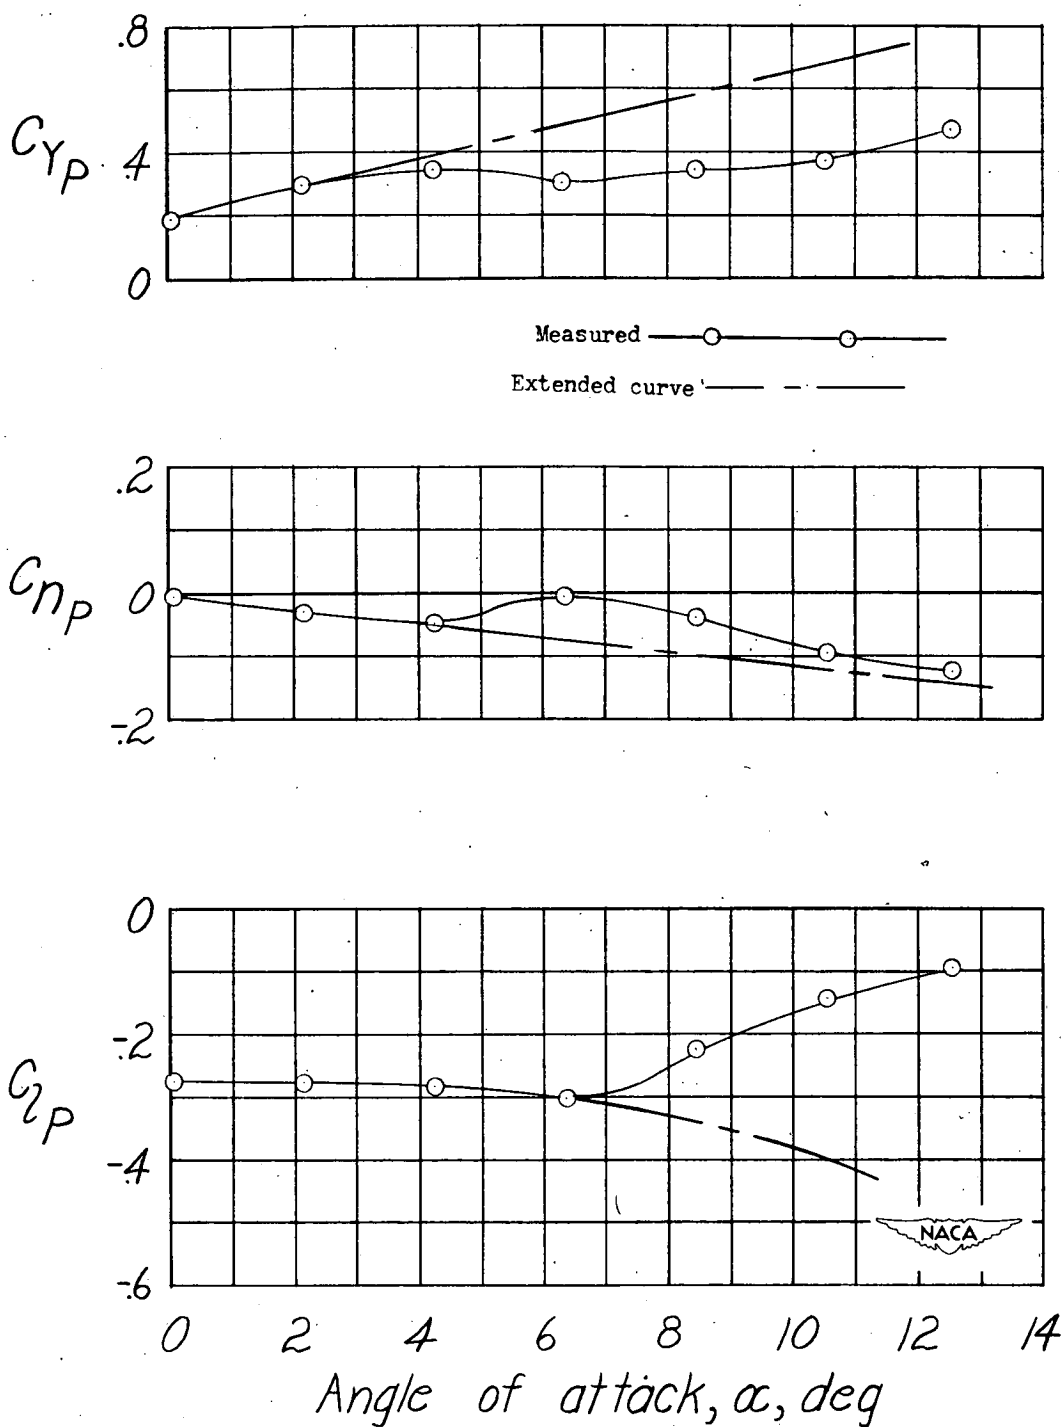 .8
C_{Y_P} .4
0
Measured
Extended curve
.2
C_{n_P} 0
-.2
0
-.2
C_{l_P}
-.4
NACA
-.6
0 2 4 6 8 10 12 14
Angle of attack, α, deg